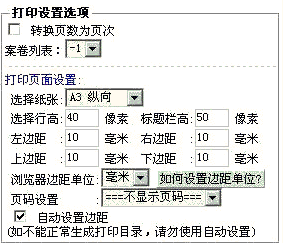 打印设置选项
转换页数为页次
案卷列表: -1
打印页面设置:
选择纸张: A3 纵向
选择行高: 40 像素 标题栏高: 50 像素
左边距 : 10 毫米 右边距 : 10 毫米
上边距 : 10 毫米 下边距 : 10 毫米
浏览器边距单位: 毫米 如何设置边距单位?
页码设置 : ===不显示页码===
自动设置边距
(如不能正常生成打印目录，请勿使用自动设置)